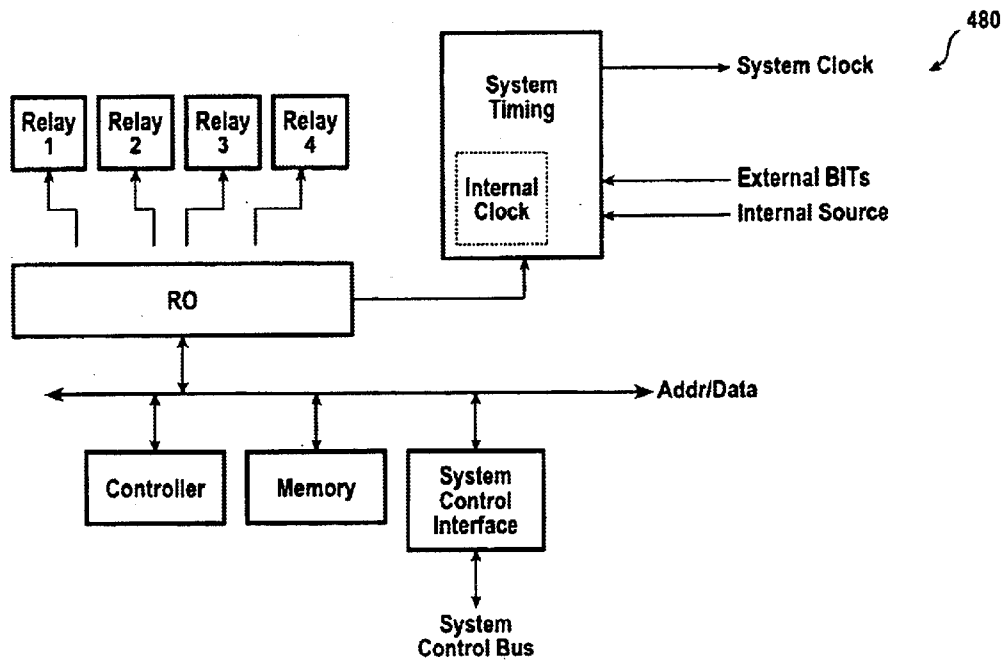 480
System Clock
System
Timing
Relay
1
Relay
2
Relay
3
Relay
4
Internal
Clock
External BITs
Internal Source
RO
Addr/Data
Controller
Memory
System
Control
Interface
System
Control Bus